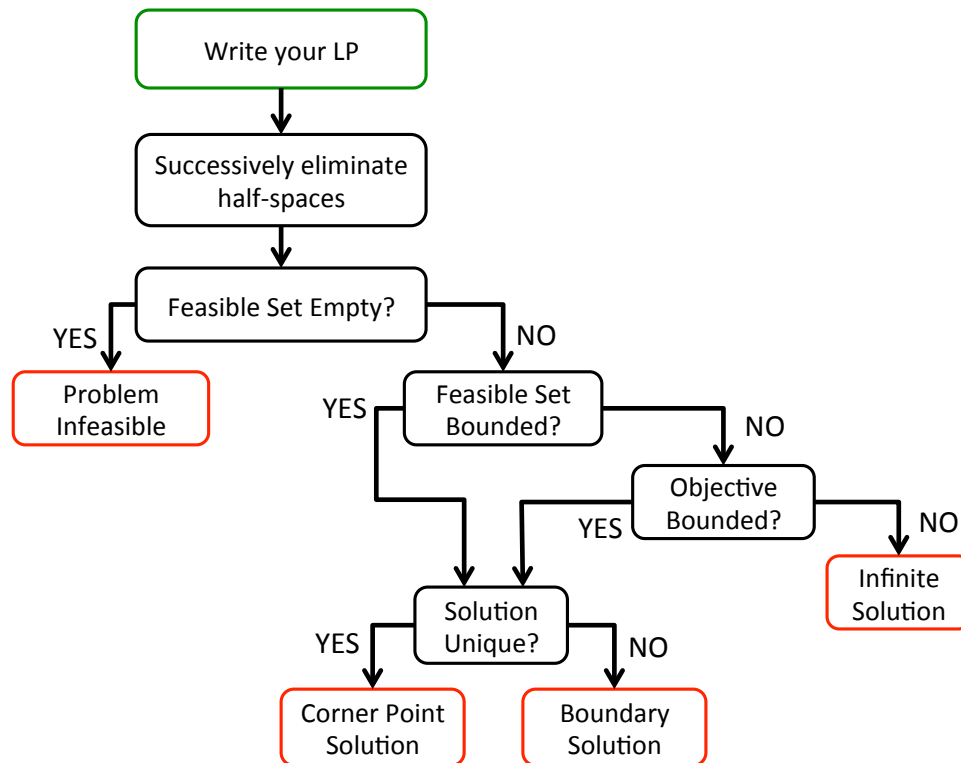 Write your LP
Successively eliminate
half-spaces
Feasible Set Empty?
YES
NO
Problem
Infeasible
YES
Feasible Set
Bounded?
NO
Objective
Bounded?
YES
NO
Infinite
Solution
Solution
Unique?
YES
NO
Corner Point
Solution
Boundary
Solution